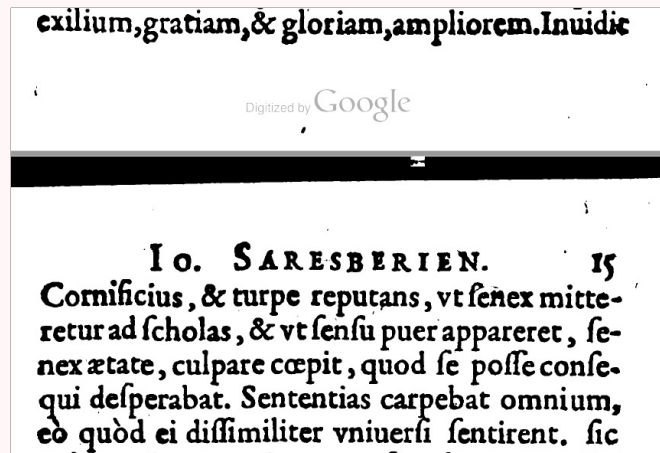 exilium,gratiam,& gloriam,ampliorem.Inuidit
Digitized by Google
Io. SARESBERIEN. 15
Cornificius, & turpe reputans, vt ſenex mitte-
retur ad ſcholas, & vt ſenſu puer appareret, ſe-
nex ætate, culpare cœpit, quod ſe poſſe conſe-
qui deſperabat. Sententias carpebat omnium,
eò quòd ei diſſimiliter vniuerſi ſentirent. ſic